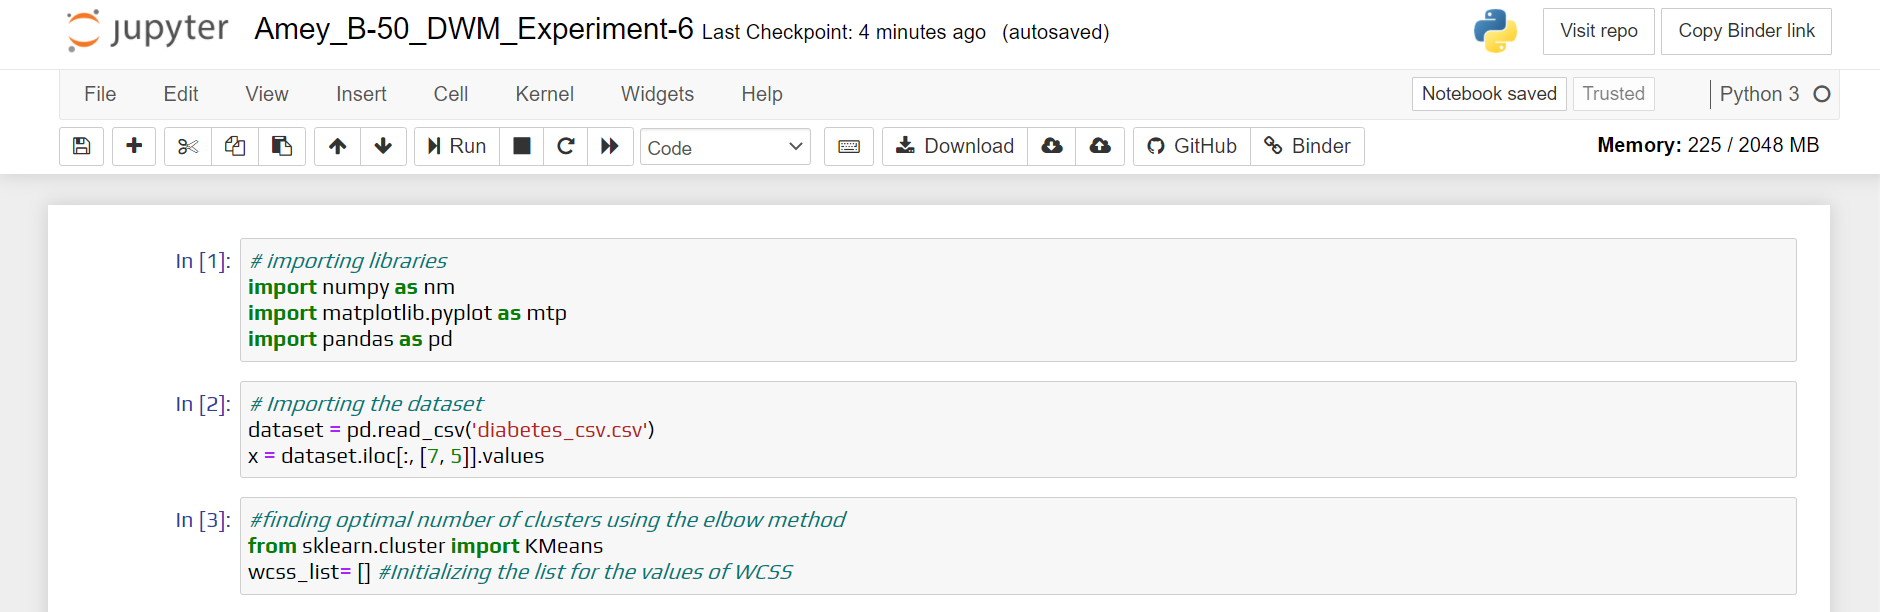 jupyter Amey_B-50_DWM_Experiment-6 Last Checkpoint: 4 minutes ago (autosaved) Visit repo Copy Binder link
File Edit View Insert Cell Kernel Widgets Help Notebook saved Trusted Python 3
Run Code Download GitHub Binder Memory: 225 / 2048 MB
In [1]: # importing libraries
import numpy as nm
import matplotlib.pyplot as mtp
import pandas as pd
In [2]: # Importing the dataset
dataset = pd.read_csv('diabetes_csv.csv')
x = dataset.iloc[:, [7, 5]].values
In [3]: #finding optimal number of clusters using the elbow method
from sklearn.cluster import KMeans
wcss_list= [] #Initializing the list for the values of WCSS